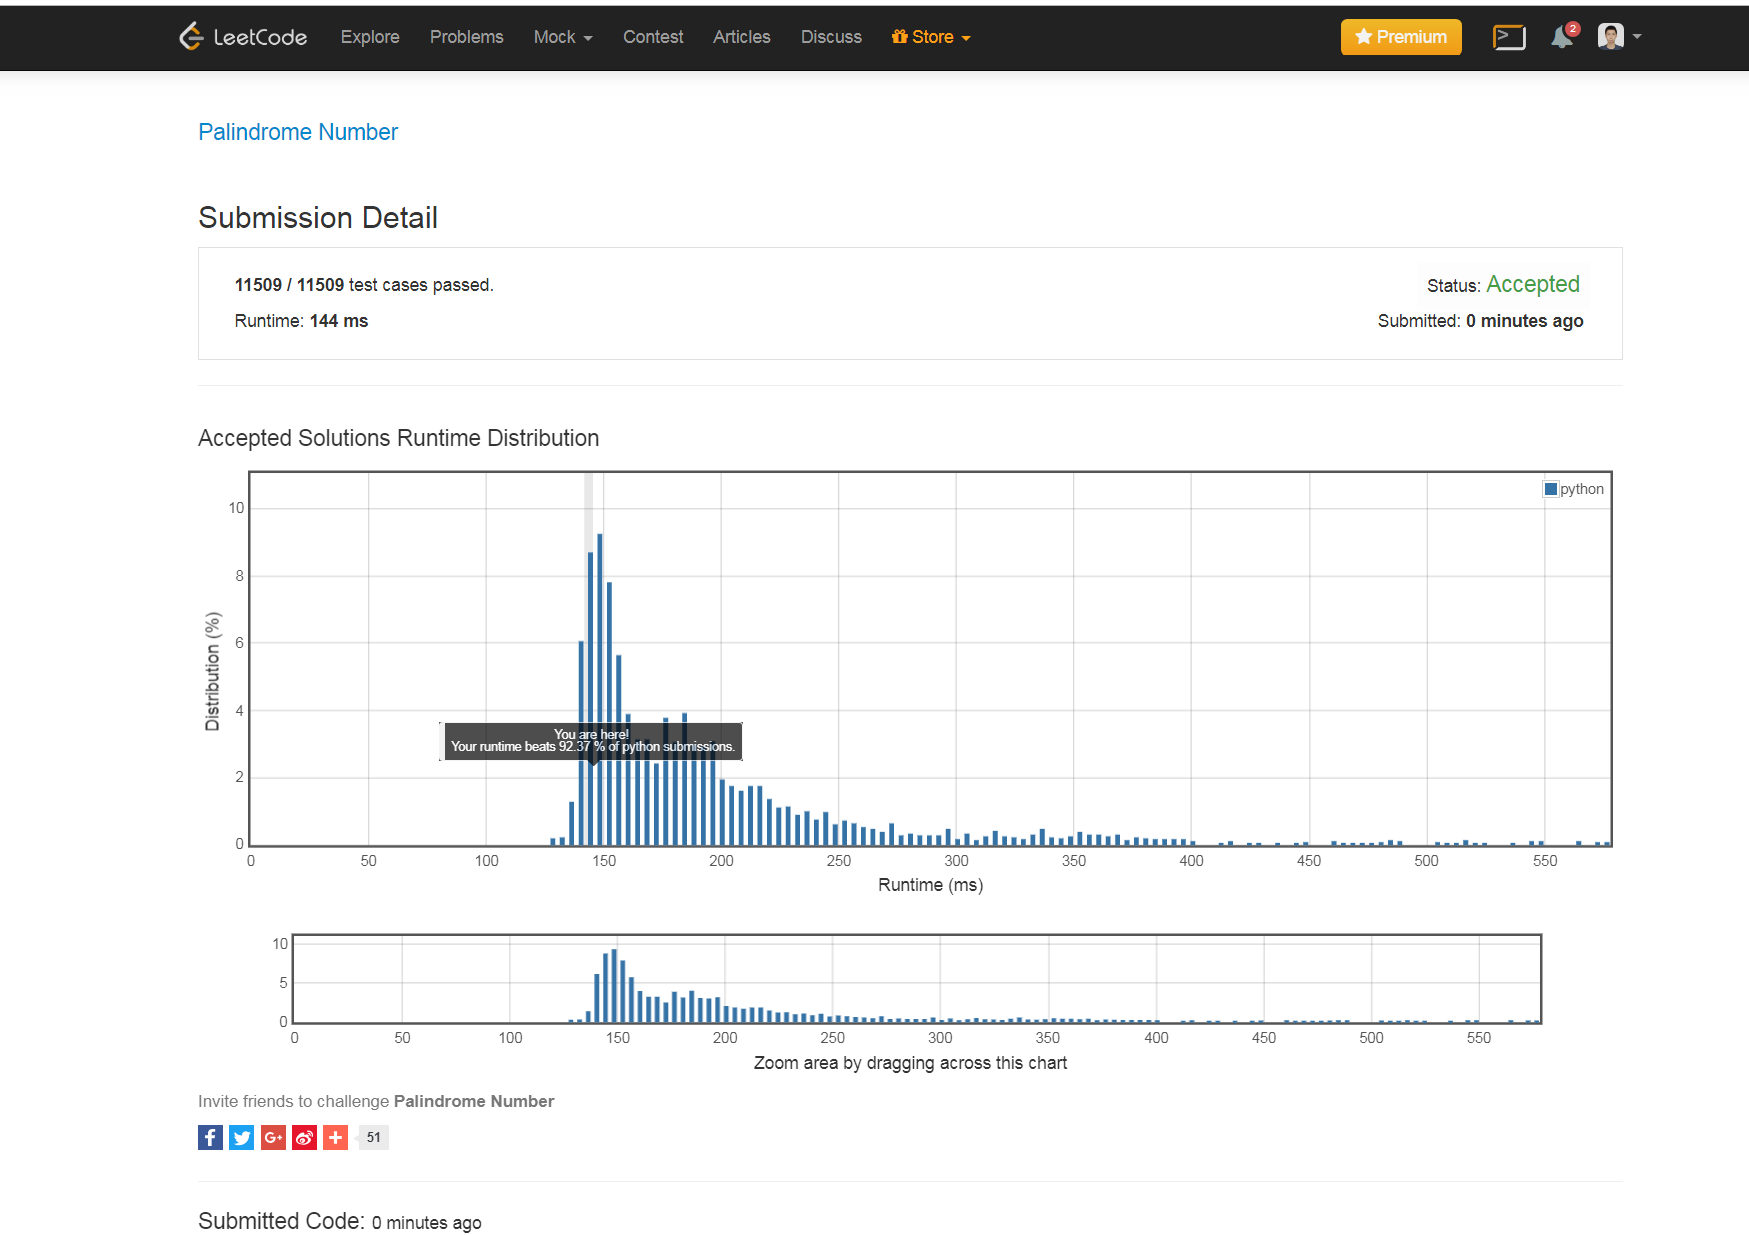 LeetCode Explore Problems Mock Contest Articles Discuss Store Premium 2
Palindrome Number
Submission Detail
11509 / 11509 test cases passed. Status: Accepted
Runtime: 144 ms Submitted: 0 minutes ago
Accepted Solutions Runtime Distribution
python
10
8
6
4
2
0
Distribution (%)
You are here!
Your runtime beats 92.37 % of python submissions.
0 50 100 150 200 250 300 350 400 450 500 550
Runtime (ms)
10
5
0
0 50 100 150 200 250 300 350 400 450 500 550
Zoom area by dragging across this chart
Invite friends to challenge Palindrome Number
f G+ 51
Submitted Code: 0 minutes ago